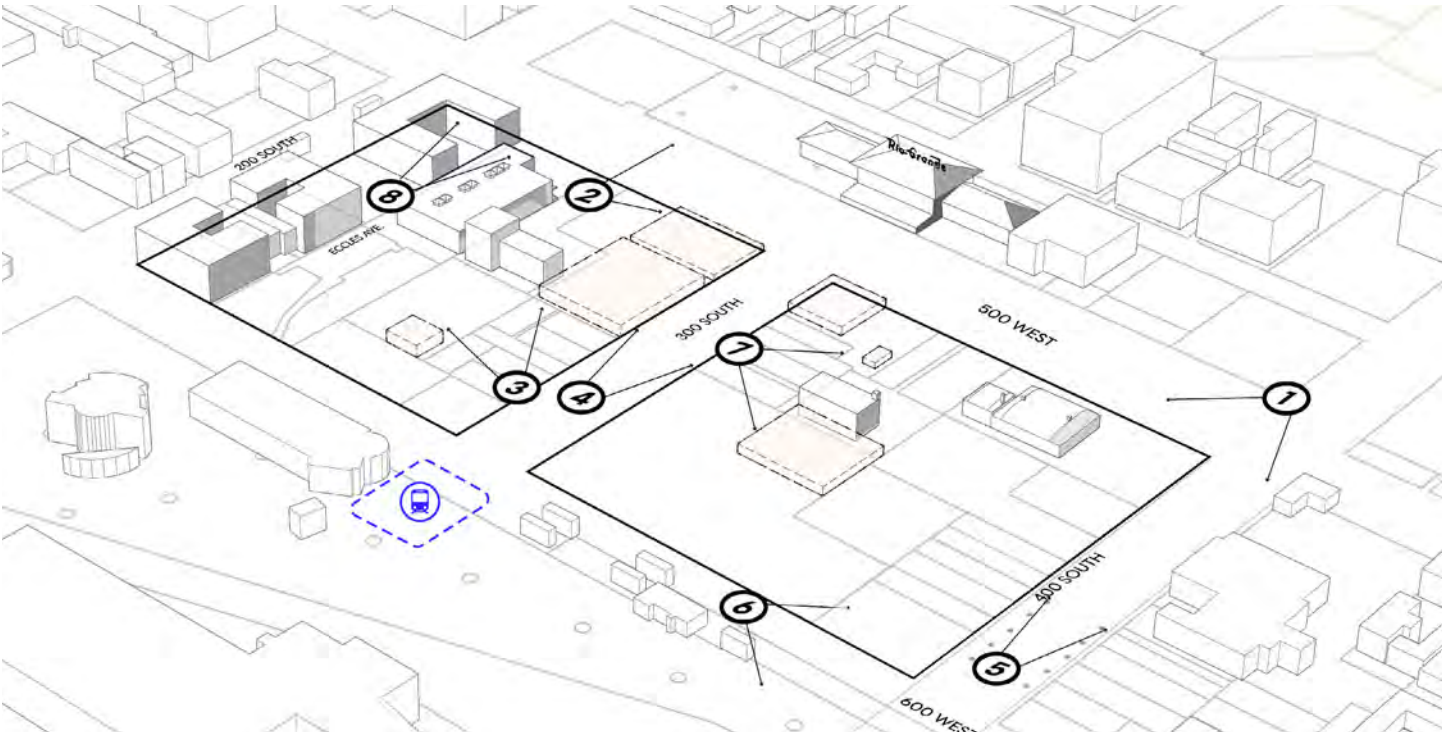 200 SOUTH
Rio Grande
8
2
ECCLES AVE.
300 SOUTH
500 WEST
7
3
4
1
6
400 SOUTH
5
600 WEST